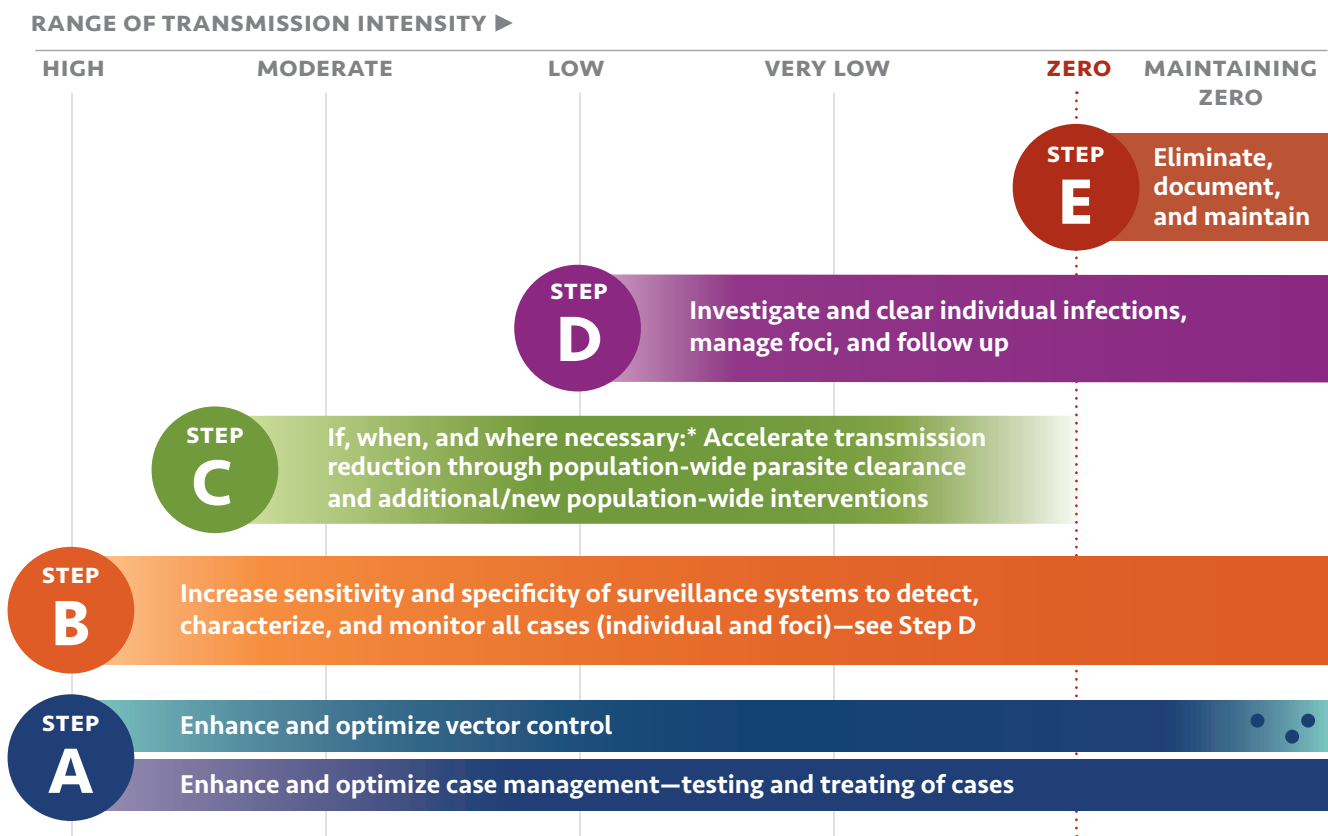 RANGE OF TRANSMISSION INTENSITY ►
HIGH
MODERATE
LOW
VERY LOW
ZERO
MAINTAINING
ZERO
STEP
E
Eliminate,
document,
and maintain
STEP
D
Investigate and clear individual infections,
manage foci, and follow up
STEP
C
If, when, and where necessary:* Accelerate transmission
reduction through population-wide parasite clearance
and additional/new population-wide interventions
STEP
B
Increase sensitivity and specificity of surveillance systems to detect,
characterize, and monitor all cases (individual and foci)—see Step D
STEP
A
Enhance and optimize vector control
Enhance and optimize case management—testing and treating of cases